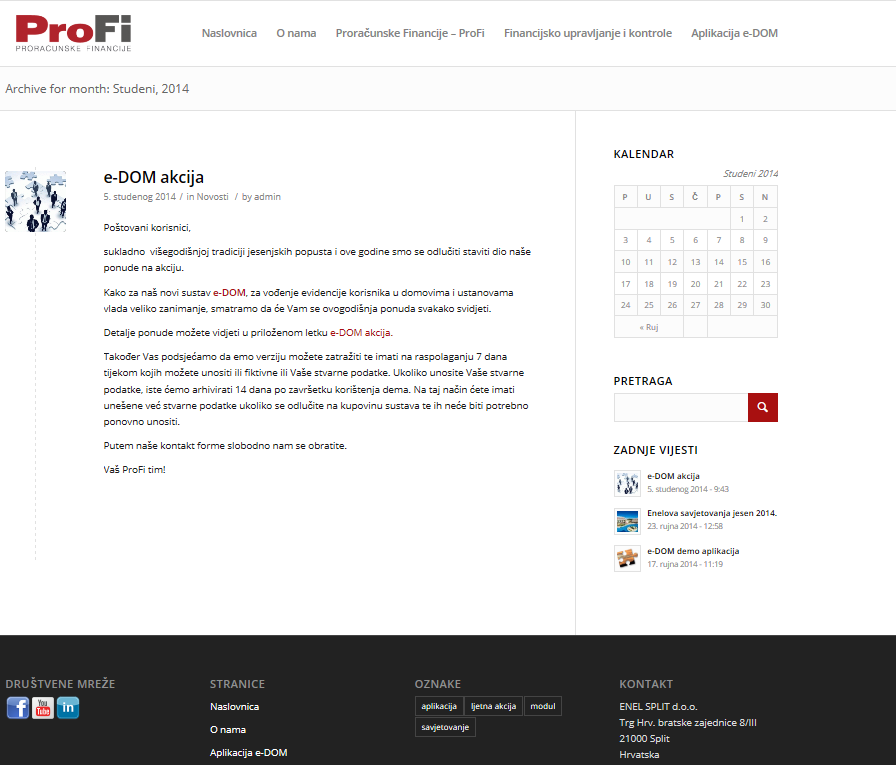 ProFi
PRORAČUNSKE FINANCIJE
Naslovnica O nama Proračunske Financije – ProFi Financijsko upravljanje i kontrole Aplikacija e-DOM
Archive for month: Studeni, 2014
e-DOM akcija
5. studenog 2014 / in Novosti / by admin
Poštovani korisnici,
sukladno višegodišnjoj tradiciji jesenjskih popusta i ove godine smo se odlučiti staviti dio naše
ponude na akciju.
Kako za naš novi sustav e-DOM, za vođenje evidencije korisnika u domovima i ustanovama
vlada veliko zanimanje, smatramo da će Vam se ovogodišnja ponuda svakako svidjeti.
Detalje ponude možete vidjeti u priloženom letku e-DOM akcija.
Također Vas podsjećamo da emo verziju možete zatražiti te imati na raspolaganju 7 dana
tijekom kojih možete unositi ili fiktivne ili Vaše stvarne podatke. Ukoliko unosite Vaše stvarne
podatke, iste ćemo arhivirati 14 dana po završetku korištenja dema. Na taj način ćete imati
unešene već stvarne podatke ukoliko se odlučite na kupovinu sustava te ih neće biti potrebno
ponovno unositi.
Putem naše kontakt forme slobodno nam se obratite.
Vaš ProFi tim!
KALENDAR
Studeni 2014
P U S Č P S N
1 2
3 4 5 6 7 8 9
10 11 12 13 14 15 16
17 18 19 20 21 22 23
24 25 26 27 28 29 30
« Ruj
PRETRAGA
ZADNJE VIJESTI
e-DOM akcija
5. studenog 2014 - 9:43
Enelova savjetovanja jesen 2014.
23. rujna 2014 - 12:58
e-DOM demo aplikacija
17. rujna 2014 - 11:19
DRUŠTVENE MREŽE
f You Tube in
STRANICE
Naslovnica
O nama
Aplikacija e-DOM
OZNAKE
aplikacija ljetna akcija modul
savjetovanje
KONTAKT
ENEL SPLIT d.o.o.
Trg Hrv. bratske zajednice 8/III
21000 Split
Hrvatska